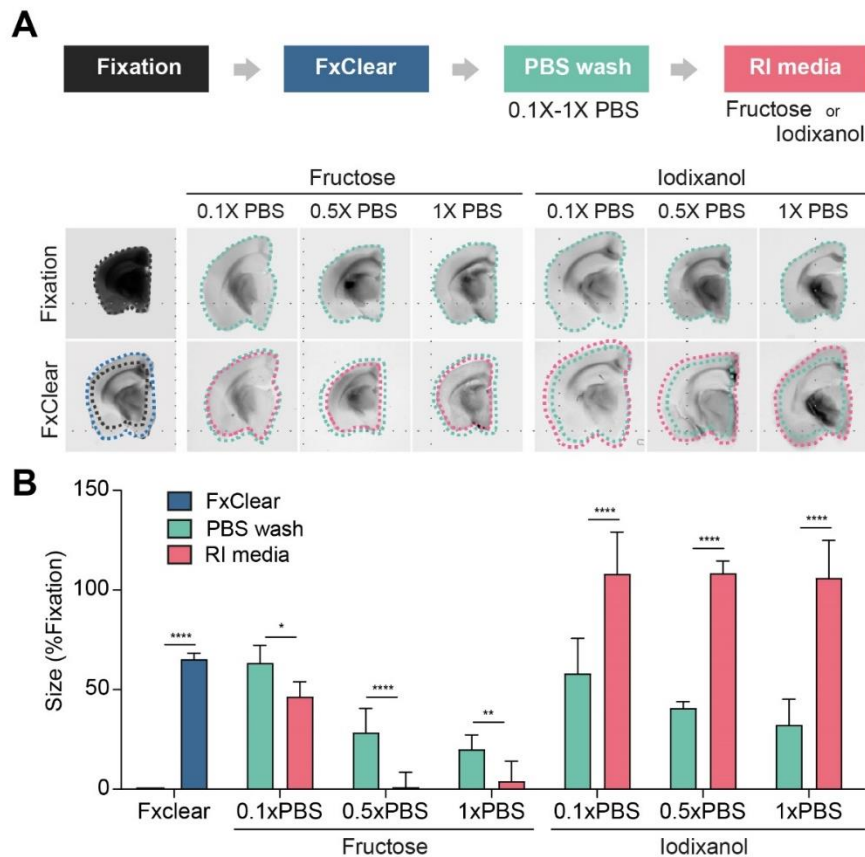 A
Fixation FxClear PBS wash RI media
0.1X-1X PBS Fructose or
Iodixanol
Fructose Iodixanol
0.1X PBS 0.5X PBS 1X PBS 0.1X PBS 0.5X PBS 1X PBS
Fixation
FxClear
B
Size (%Fixation)
150
100
50
0
FxClear
PBS wash
RI media
**** * **** ** **** **** ****
Fxclear 0.1xPBS 0.5xPBS 1xPBS 0.1xPBS 0.5xPBS 1xPBS
Fructose Iodixanol